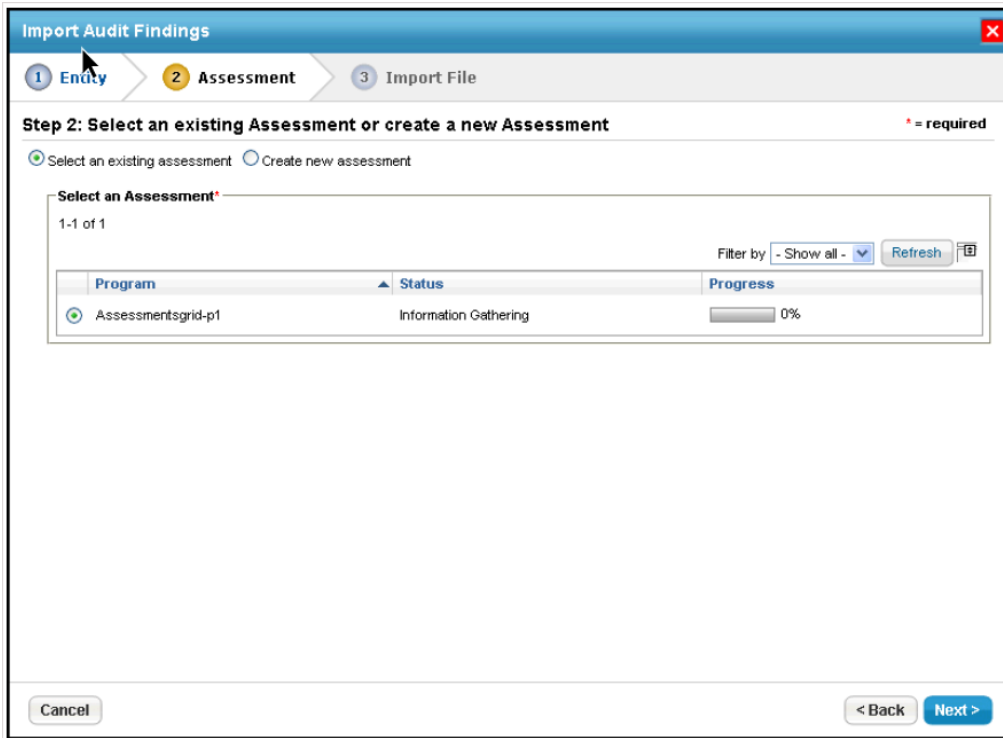 Import Audit Findings
1 Entity 2 Assessment 3 Import File
Step 2: Select an existing Assessment or create a new Assessment * = required
Select an existing assessment Create new assessment
Select an Assessment*
1-1 of 1
Filter by - Show all - Refresh
Program Status Progress
Assessmentsgrid-p1 Information Gathering 0%
Cancel < Back Next >